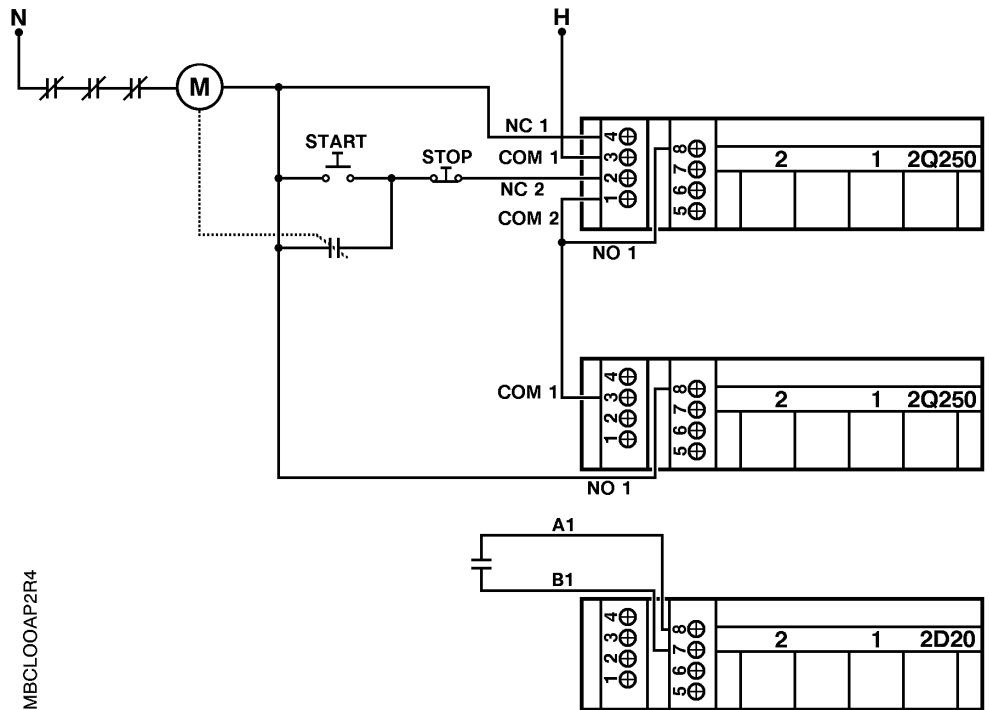 N
H
M
START
STOP
NC 1
COM 1
NC 2
COM 2
NO 1
4
3
2
1
8
7
6
5
2 1 2Q250
COM 1
NO 1
4
3
2
1
8
7
6
5
2 1 2Q250
A1
B1
4
3
2
1
8
7
6
5
2 1 2D20
MBCLOOAP2R4